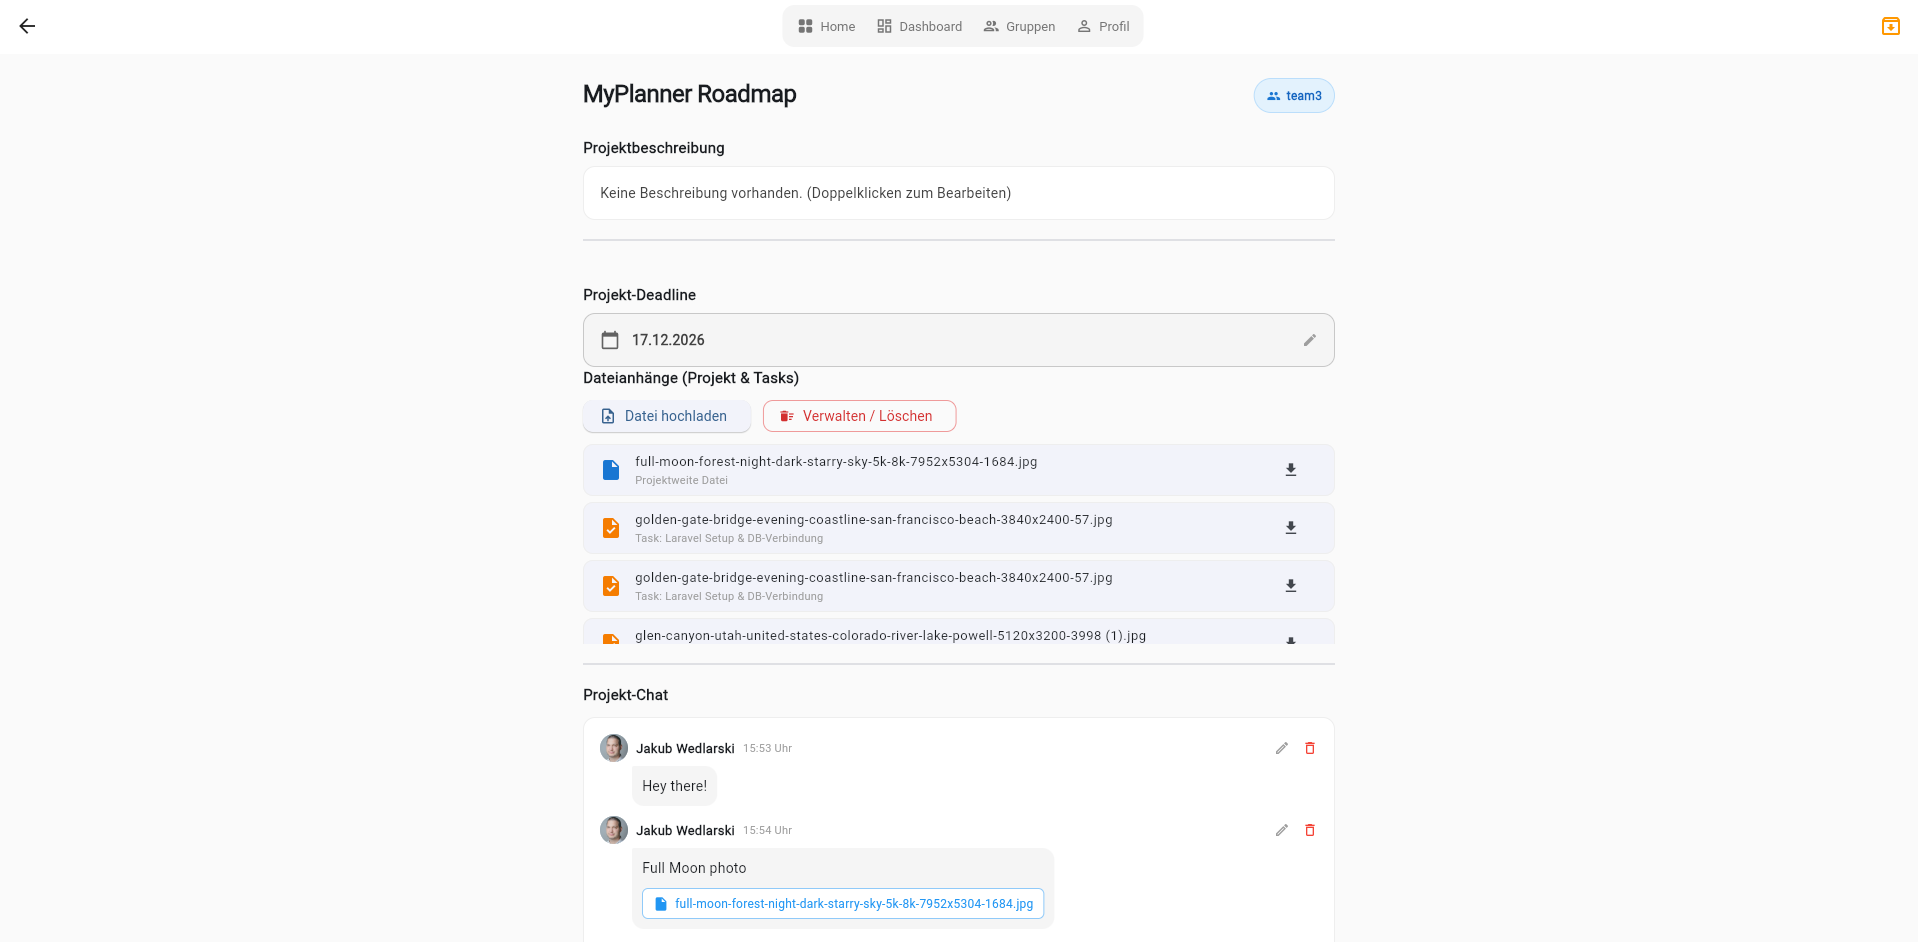 Home Dashboard Gruppen Profil
MyPlanner Roadmap
team3
Projektbeschreibung
Keine Beschreibung vorhanden. (Doppelklicken zum Bearbeiten)
Projekt-Deadline
17.12.2026
Dateianhänge (Projekt & Tasks)
Datei hochladen Verwalten / Löschen
full-moon-forest-night-dark-starry-sky-5k-8k-7952x5304-1684.jpg
Projektweite Datei
golden-gate-bridge-evening-coastline-san-francisco-beach-3840x2400-57.jpg
Task: Laravel Setup & DB-Verbindung
golden-gate-bridge-evening-coastline-san-francisco-beach-3840x2400-57.jpg
Task: Laravel Setup & DB-Verbindung
glen-canyon-utah-united-states-colorado-river-lake-powell-5120x3200-3998 (1).jpg
Projekt-Chat
Jakub Wedlarski 15:53 Uhr
Hey there!
Jakub Wedlarski 15:54 Uhr
Full Moon photo
full-moon-forest-night-dark-starry-sky-5k-8k-7952x5304-1684.jpg